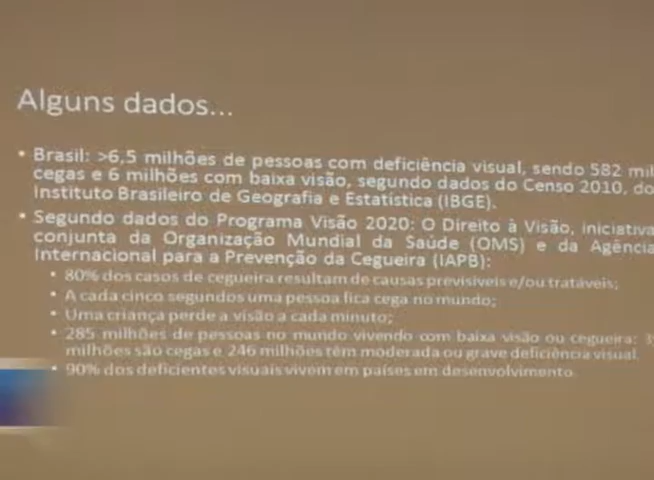 Alguns dados...
• Brasil: >6,5 milhões de pessoas com deficiência visual, sendo 582 mil
cegas e 6 milhões com baixa visão, segundo dados do Censo 2010, do
Instituto Brasileiro de Geografia e Estatística (IBGE).
• Segundo dados do Programa Visão 2020: O Direito à Visão, iniciativa
conjunta da Organização Mundial da Saúde (OMS) e da Agência
Internacional para a Prevenção da Cegueira (IAPB):
• 80% dos casos de cegueira resultam de causas previsíveis e/ou tratáveis;
• A cada cinco segundos uma pessoa fica cega no mundo;
• Uma criança perde a visão a cada minuto;
• 285 milhões de pessoas no mundo vivendo com baixa visão ou cegueira:
milhões são cegas e 246 milhões têm moderada ou grave deficiência visual.
• 90% dos deficientes visuais vivem em países em desenvolvimento.